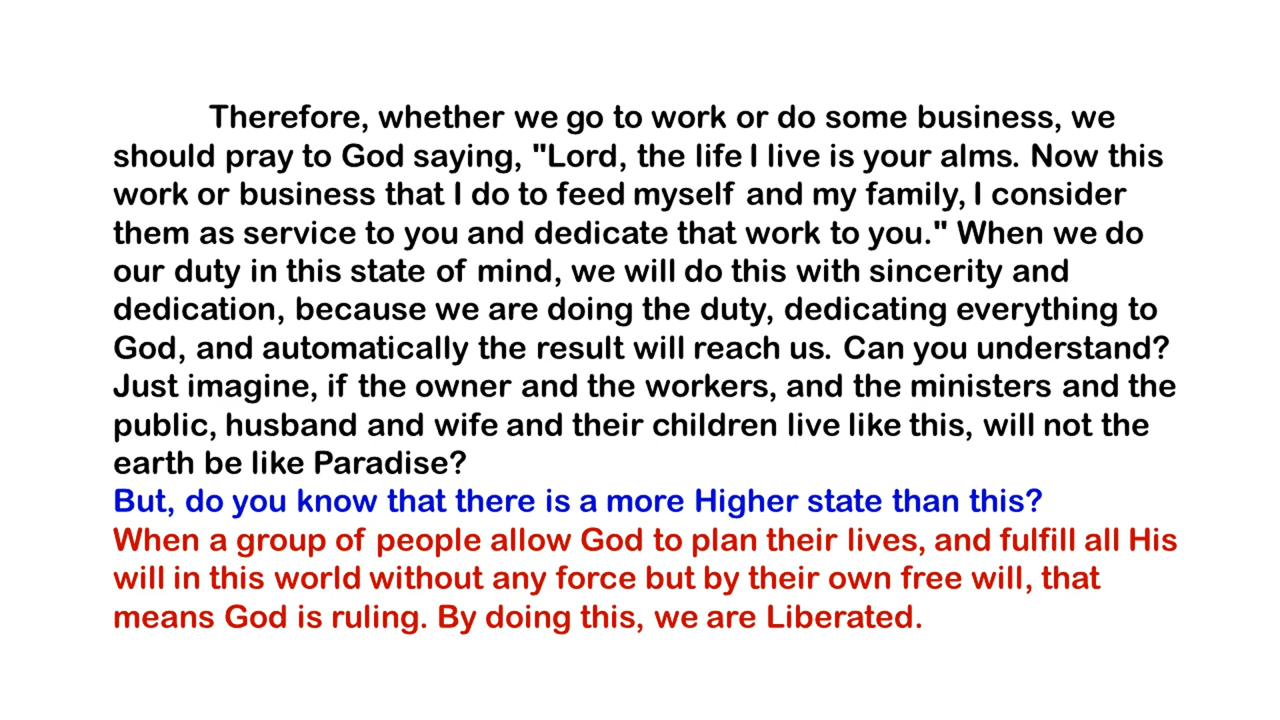 Therefore, whether we go to work or do some business, we
should pray to God saying, "Lord, the life I live is your alms. Now this
work or business that I do to feed myself and my family, I consider
them as service to you and dedicate that work to you." When we do
our duty in this state of mind, we will do this with sincerity and
dedication, because we are doing the duty, dedicating everything to
God, and automatically the result will reach us. Can you understand?
Just imagine, if the owner and the workers, and the ministers and the
public, husband and wife and their children live like this, will not the
earth be like Paradise?
But, do you know that there is a more Higher state than this?
When a group of people allow God to plan their lives, and fulfill all His
will in this world without any force but by their own free will, that
means God is ruling. By doing this, we are Liberated.